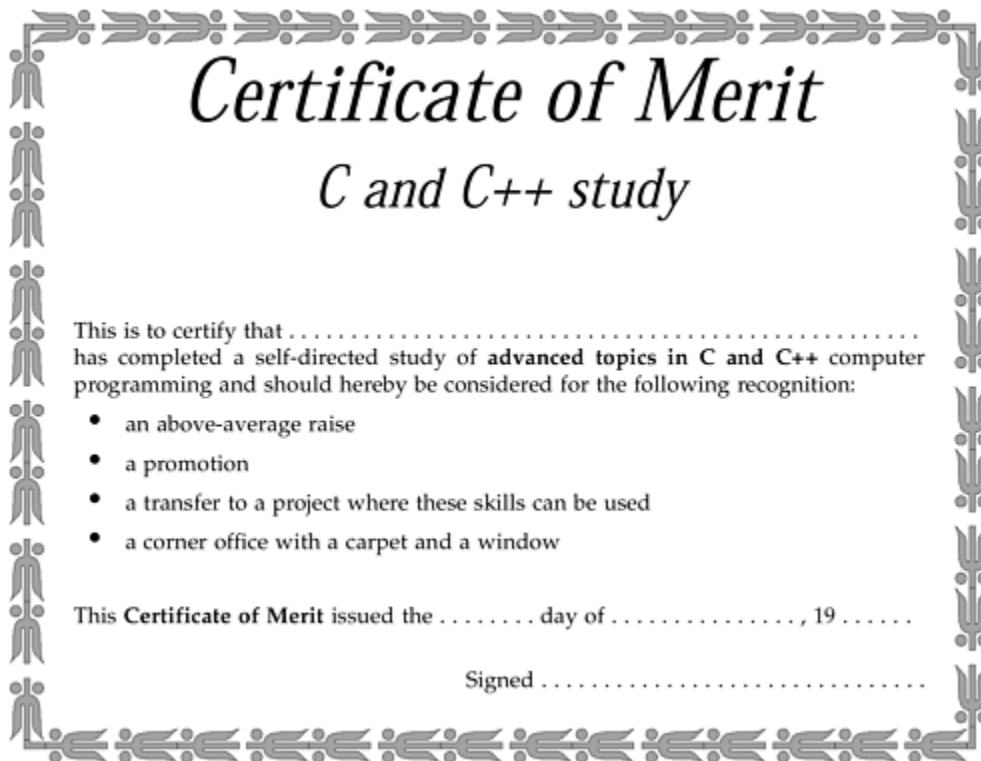 Certificate of Merit
C and C++ study
This is to certify that . . . . . . . . . . . . . . . . . . . . . . . . . . . . . . . . . . . . . . . . . . . . . . . . . . .
has completed a self-directed study of advanced topics in C and C++ computer
programming and should hereby be considered for the following recognition:
• an above-average raise
• a promotion
• a transfer to a project where these skills can be used
• a corner office with a carpet and a window
This Certificate of Merit issued the . . . . . . . . day of . . . . . . . . . . . . . . . , 19 . . . . . .
Signed . . . . . . . . . . . . . . . . . . . . . . . . . . . . . . .